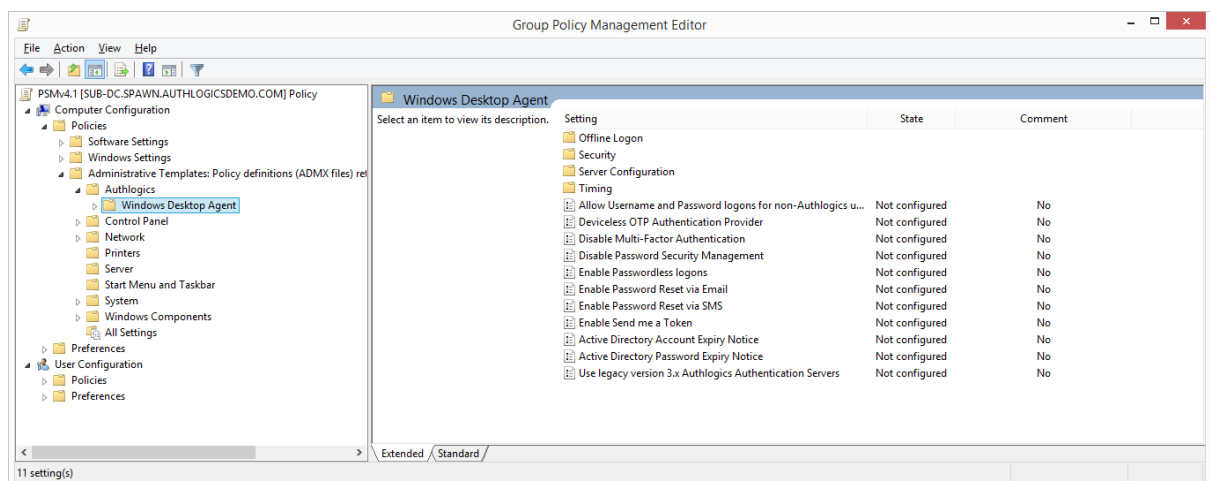 Group Policy Management Editor
File Action View Help
PSMv4.1 [SUB-DC.SPAWN.AUTHLOGICSDEMO.COM] Policy
Computer Configuration
Policies
Software Settings
Windows Settings
Administrative Templates: Policy definitions (ADMX files) ret
Authlogics
Windows Desktop Agent
Control Panel
Network
Printers
Server
Start Menu and Taskbar
System
Windows Components
All Settings
Preferences
User Configuration
Policies
Preferences
Windows Desktop Agent
Select an item to view its description.
Setting State Comment
Offline Logon
Security
Server Configuration
Timing
Allow Username and Password logons for non-Authlogics u... Not configured No
Deviceless OTP Authentication Provider Not configured No
Disable Multi-Factor Authentication Not configured No
Disable Password Security Management Not configured No
Enable Passwordless logons Not configured No
Enable Password Reset via Email Not configured No
Enable Password Reset via SMS Not configured No
Enable Send me a Token Not configured No
Active Directory Account Expiry Notice Not configured No
Active Directory Password Expiry Notice Not configured No
Use legacy version 3.x Authlogics Authentication Servers Not configured No
Extended Standard
11 setting(s)